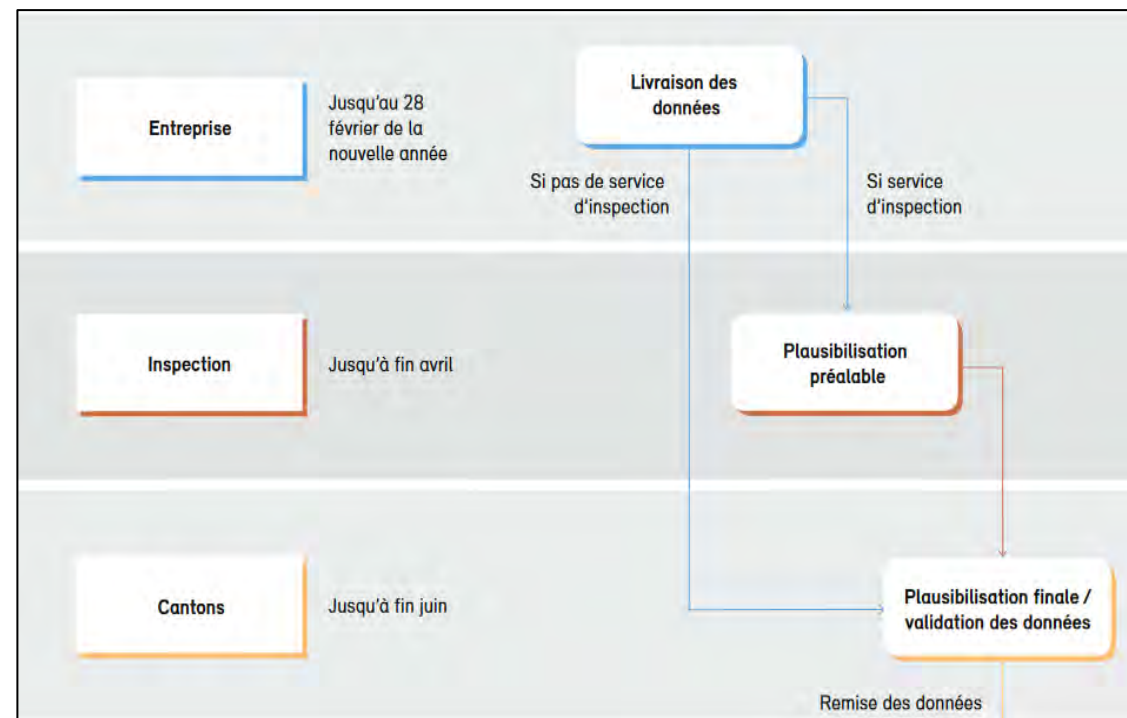 Entreprise
Jusqu'au 28
février de la
nouvelle année
Livraison des
données
Si pas de service
d'inspection
Si service
d'inspection
Inspection
Jusqu'à fin avril
Plausibilisation
préalable
Cantons
Jusqu'à fin juin
Plausibilisation finale /
validation des données
Remise des données